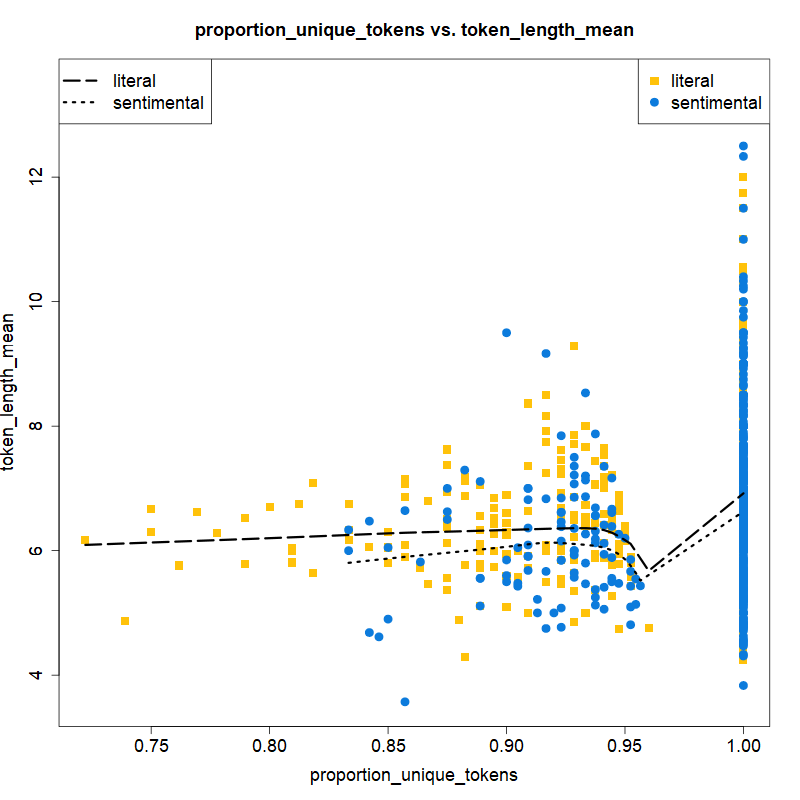 proportion_unique_tokens vs. token_length_mean
literal
sentimental
literal
sentimental
token_length_mean
12
10
8
6
4
0.75 0.80 0.85 0.90 0.95 1.00
proportion_unique_tokens